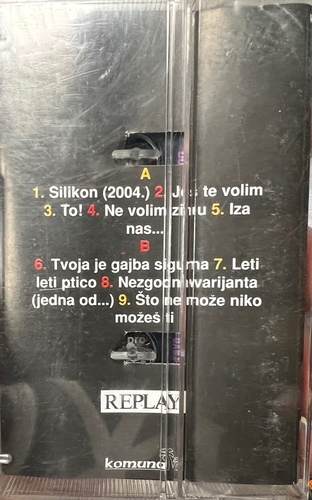 A
1. Silikon (2004.) 2. Još te volim
3. To! 4. Ne volim zimu 5. Iza
nas...
B
6. Tvoja je gajba sigurna 7. Leti
leti ptico 8. Nezgodna varijanta
(jedna od...) 9. Što ne može niko
možeš ti
REPLAY
komuna